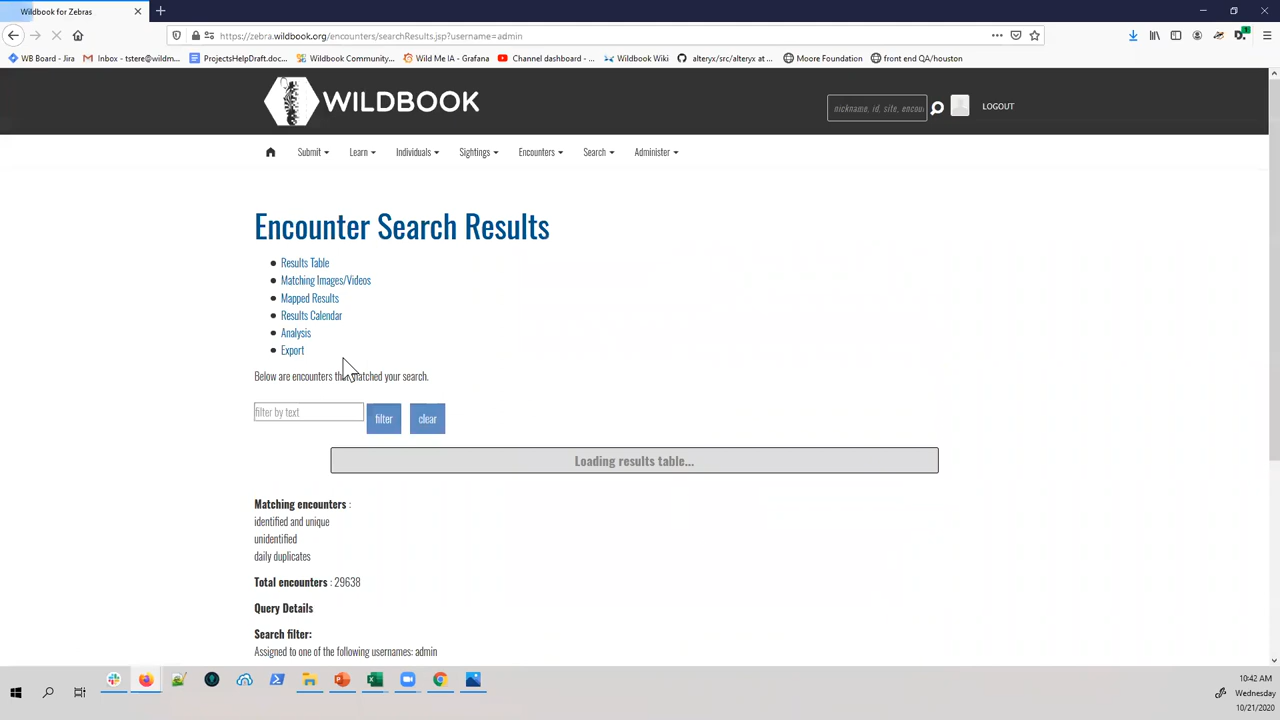 Wildbook for Zebras
https://zebra.wildbook.org/encounters/searchResults.jsp?username=admin
WB Board - Jira
Inbox - tstere@wildm...
ProjectsHelpDraft.doc...
Wildbook Community...
Wild Me IA - Grafana
Channel dashboard - ...
Wildbook Wiki
alteryx/src/alteryx at ...
Moore Foundation
front end QA/houston
WILDBOOK
nickname, id, site, encou
LOGOUT
Submit
Learn
Individuals
Sightings
Encounters
Search
Administer
Encounter Search Results
Results Table
Matching Images/Videos
Mapped Results
Results Calendar
Analysis
Export
Below are encounters that matched your search.
filter by text
filter
clear
Loading results table...
Matching encounters :
identified and unique
unidentified
daily duplicates
Total encounters : 29638
Query Details
Search filter:
Assigned to one of the following usernames: admin
10:42 AM
Wednesday
10/21/2020